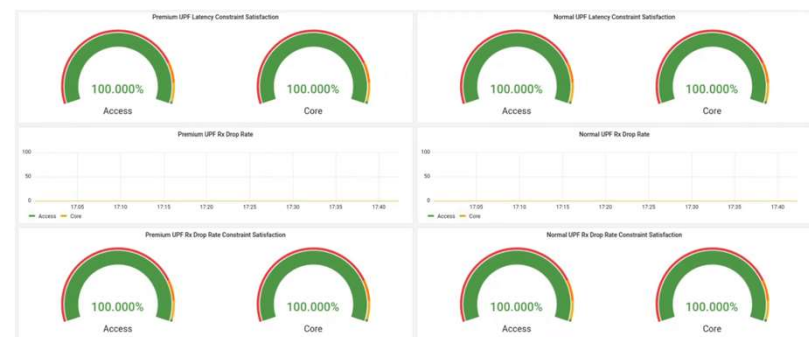 Premium UPF Latency Constraint Satisfaction
Normal UPF Latency Constraint Satisfaction
100.000%
100.000%
100.000%
100.000%
Access
Core
Access
Core
Premium UPF Rx Drop Rate
Normal UPF Rx Drop Rate
100
50
0
17:05 17:10 17:15 17:20 17:25 17:30 17:35 17:40
Access Core
100
50
0
17:05 17:10 17:15 17:20 17:25 17:30 17:35 17:40
Access Core
Premium UPF Rx Drop Rate Constraint Satisfaction
Normal UPF Rx Drop Rate Constraint Satisfaction
100.000%
100.000%
100.000%
100.000%
Access
Core
Access
Core